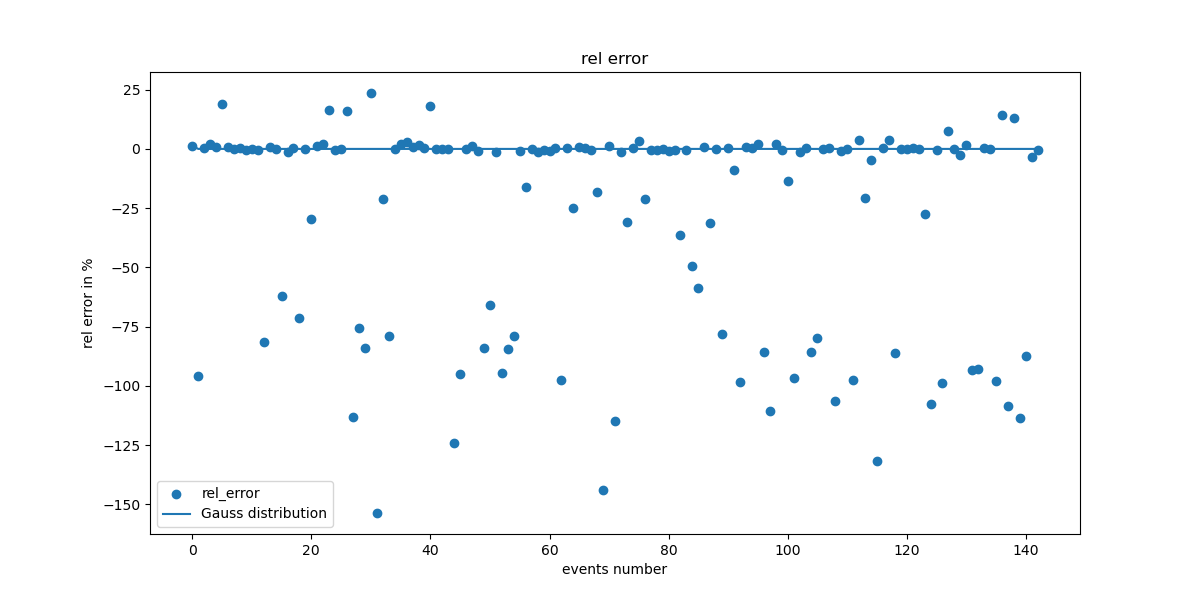 rel error
rel error in %
25
0
−25
−50
−75
−100
−125
−150
rel_error
Gauss distribution
0 20 40 60 80 100 120 140
events number